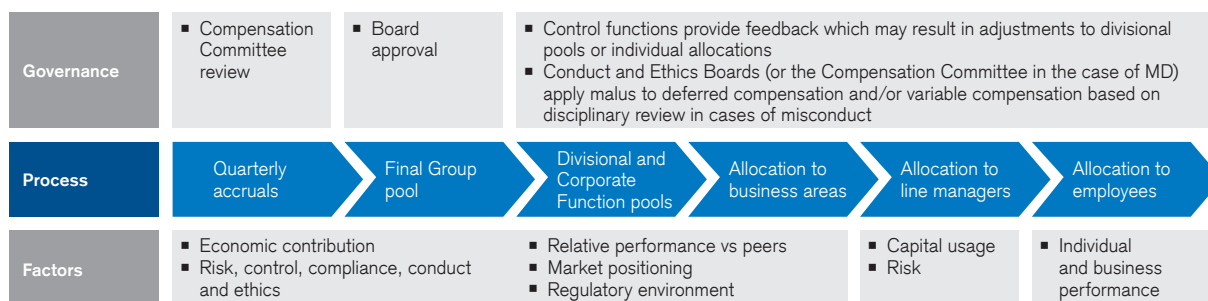 Governance
▪ Compensation
Committee
review
▪ Board
approval
▪ Control functions provide feedback which may result in adjustments to divisional
pools or individual allocations
▪ Conduct and Ethics Boards (or the Compensation Committee in the case of MD)
apply malus to deferred compensation and/or variable compensation based on
disciplinary review in cases of misconduct
Process
Quarterly
accruals
Final Group
pool
Divisional and
Corporate
Function pools
Allocation to
business areas
Allocation to
line managers
Allocation to
employees
Factors
▪ Economic contribution
▪ Risk, control, compliance, conduct
and ethics
▪ Relative performance vs peers
▪ Market positioning
▪ Regulatory environment
▪ Capital usage
▪ Risk
▪ Individual
and business
performance